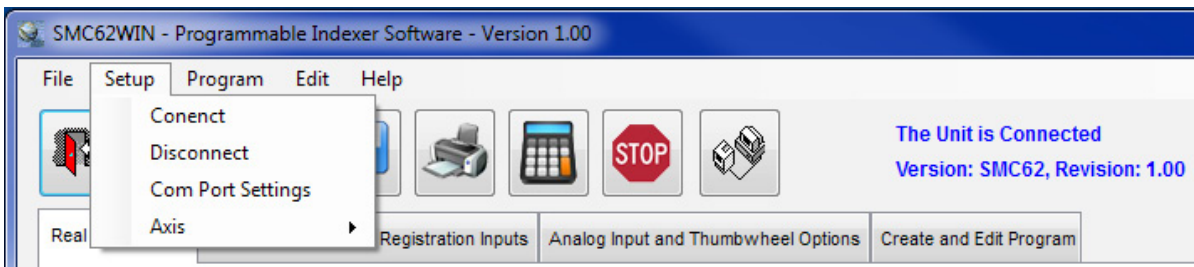 SMC62WIN - Programmable Indexer Software - Version 1.00
File Setup Program Edit Help
Conenct
Disconnect
Com Port Settings
Axis
STOP
The Unit is Connected
Version: SMC62, Revision: 1.00
Real Registration Inputs Analog Input and Thumbwheel Options Create and Edit Program